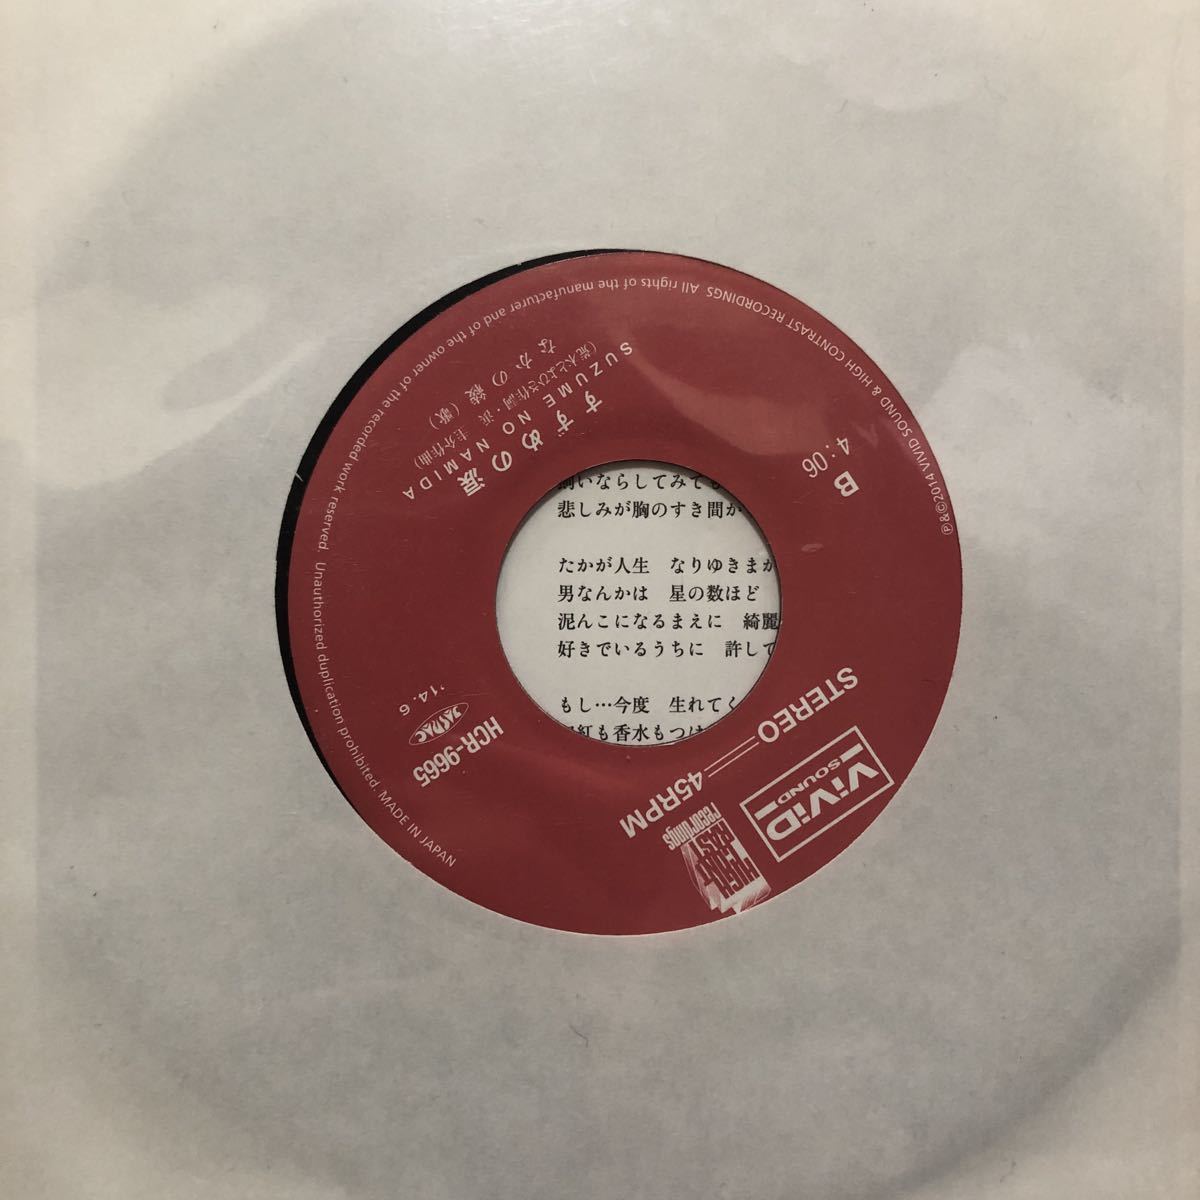 すずめの涙
SUZUME NO NAMIDA
(荒木とよひさ作詞・浜 圭介作曲)
なかの綾(歌)
B
4:06
STEREO
45RPM
ViViD
SOUND
HIGH
CONTRAST
recordings
HCR-9665
JASRAC
'14.6
℗&©2014 VIVID SOUND & HIGH CONTRAST RECORDINGS All rights of the manufacturer and of the owner of the recorded work reserved. Unauthorized duplication prohibited. MADE IN JAPAN
いならしてみても
悲しみが胸のすき間か
たかが人生 なりゆきまか
男なんかは 星の数ほど
泥んこになるまえに 綺麗
好きでいるうちに 許して
もし…今度 生れてく
紅も香水もつけ